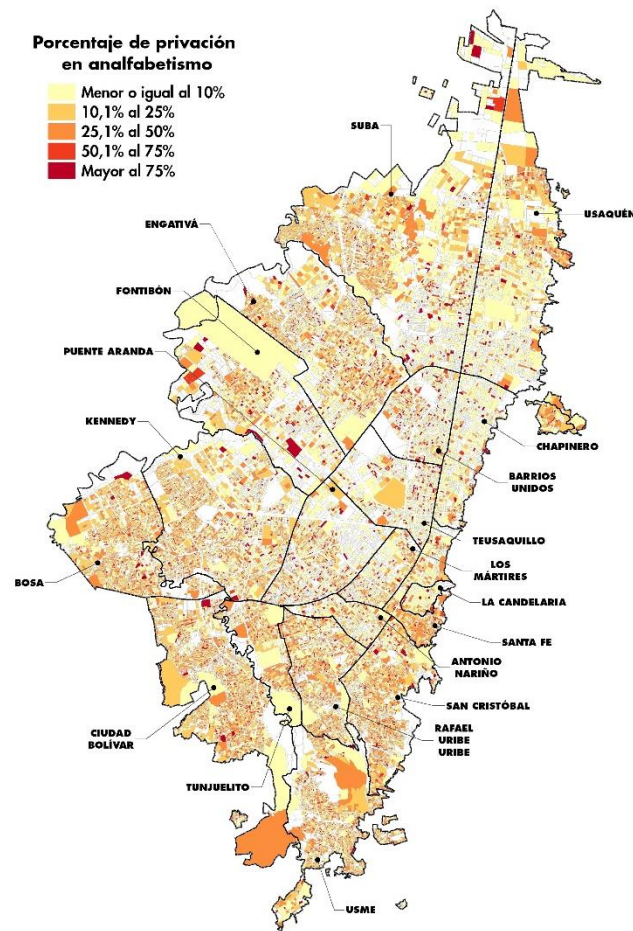 Porcentaje de privación
en analfabetismo
Menor o igual al 10%
10,1% al 25%
25,1% al 50%
50,1% al 75%
Mayor al 75%
SUBA
USAQUÉN
ENGATIVÁ
FONTIBÓN
PUENTE ARANDA
KENNEDY
CHAPINERO
BARRIOS
UNIDOS
TEUSAQUILLO
LOS
MÁRTIRES
BOSA
LA CANDELARIA
SANTA FE
ANTONIO
NARIÑO
SAN CRISTÓBAL
CIUDAD
BOLÍVAR
RAFAEL
URIBE
URIBE
TUNJUELITO
USME